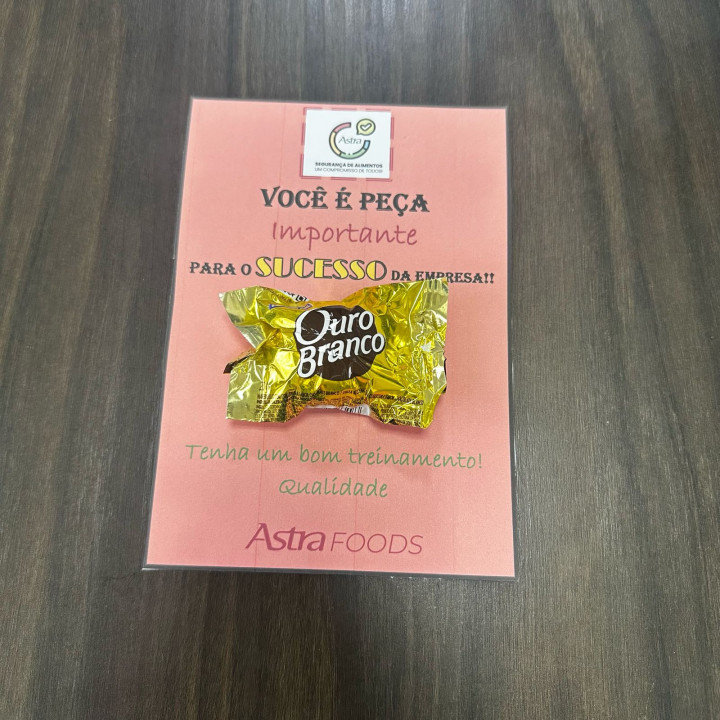 Astra
SEGURANÇA DE ALIMENTOS
UM COMPROMISSO DE TODOS!!
VOCÊ É PEÇA
Importante
PARA O SUCESSO DA EMPRESA!!
Ouro
Branco
Tenha um bom treinamento!
Qualidade
Astra FOODS